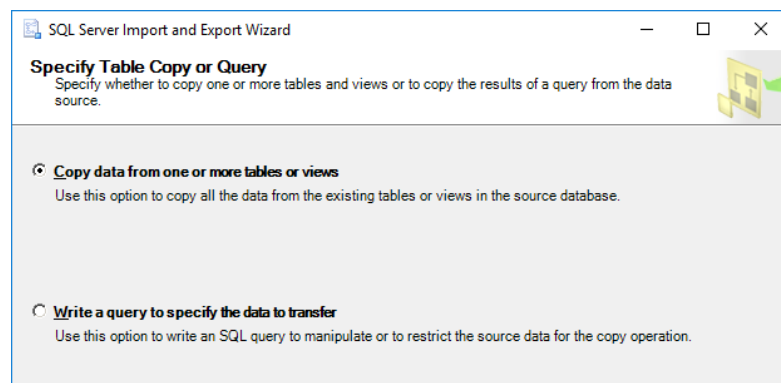 SQL Server Import and Export Wizard
Specify Table Copy or Query
Specify whether to copy one or more tables and views or to copy the results of a query from the data
source.
Copy data from one or more tables or views
Use this option to copy all the data from the existing tables or views in the source database.
Write a query to specify the data to transfer
Use this option to write an SQL query to manipulate or to restrict the source data for the copy operation.